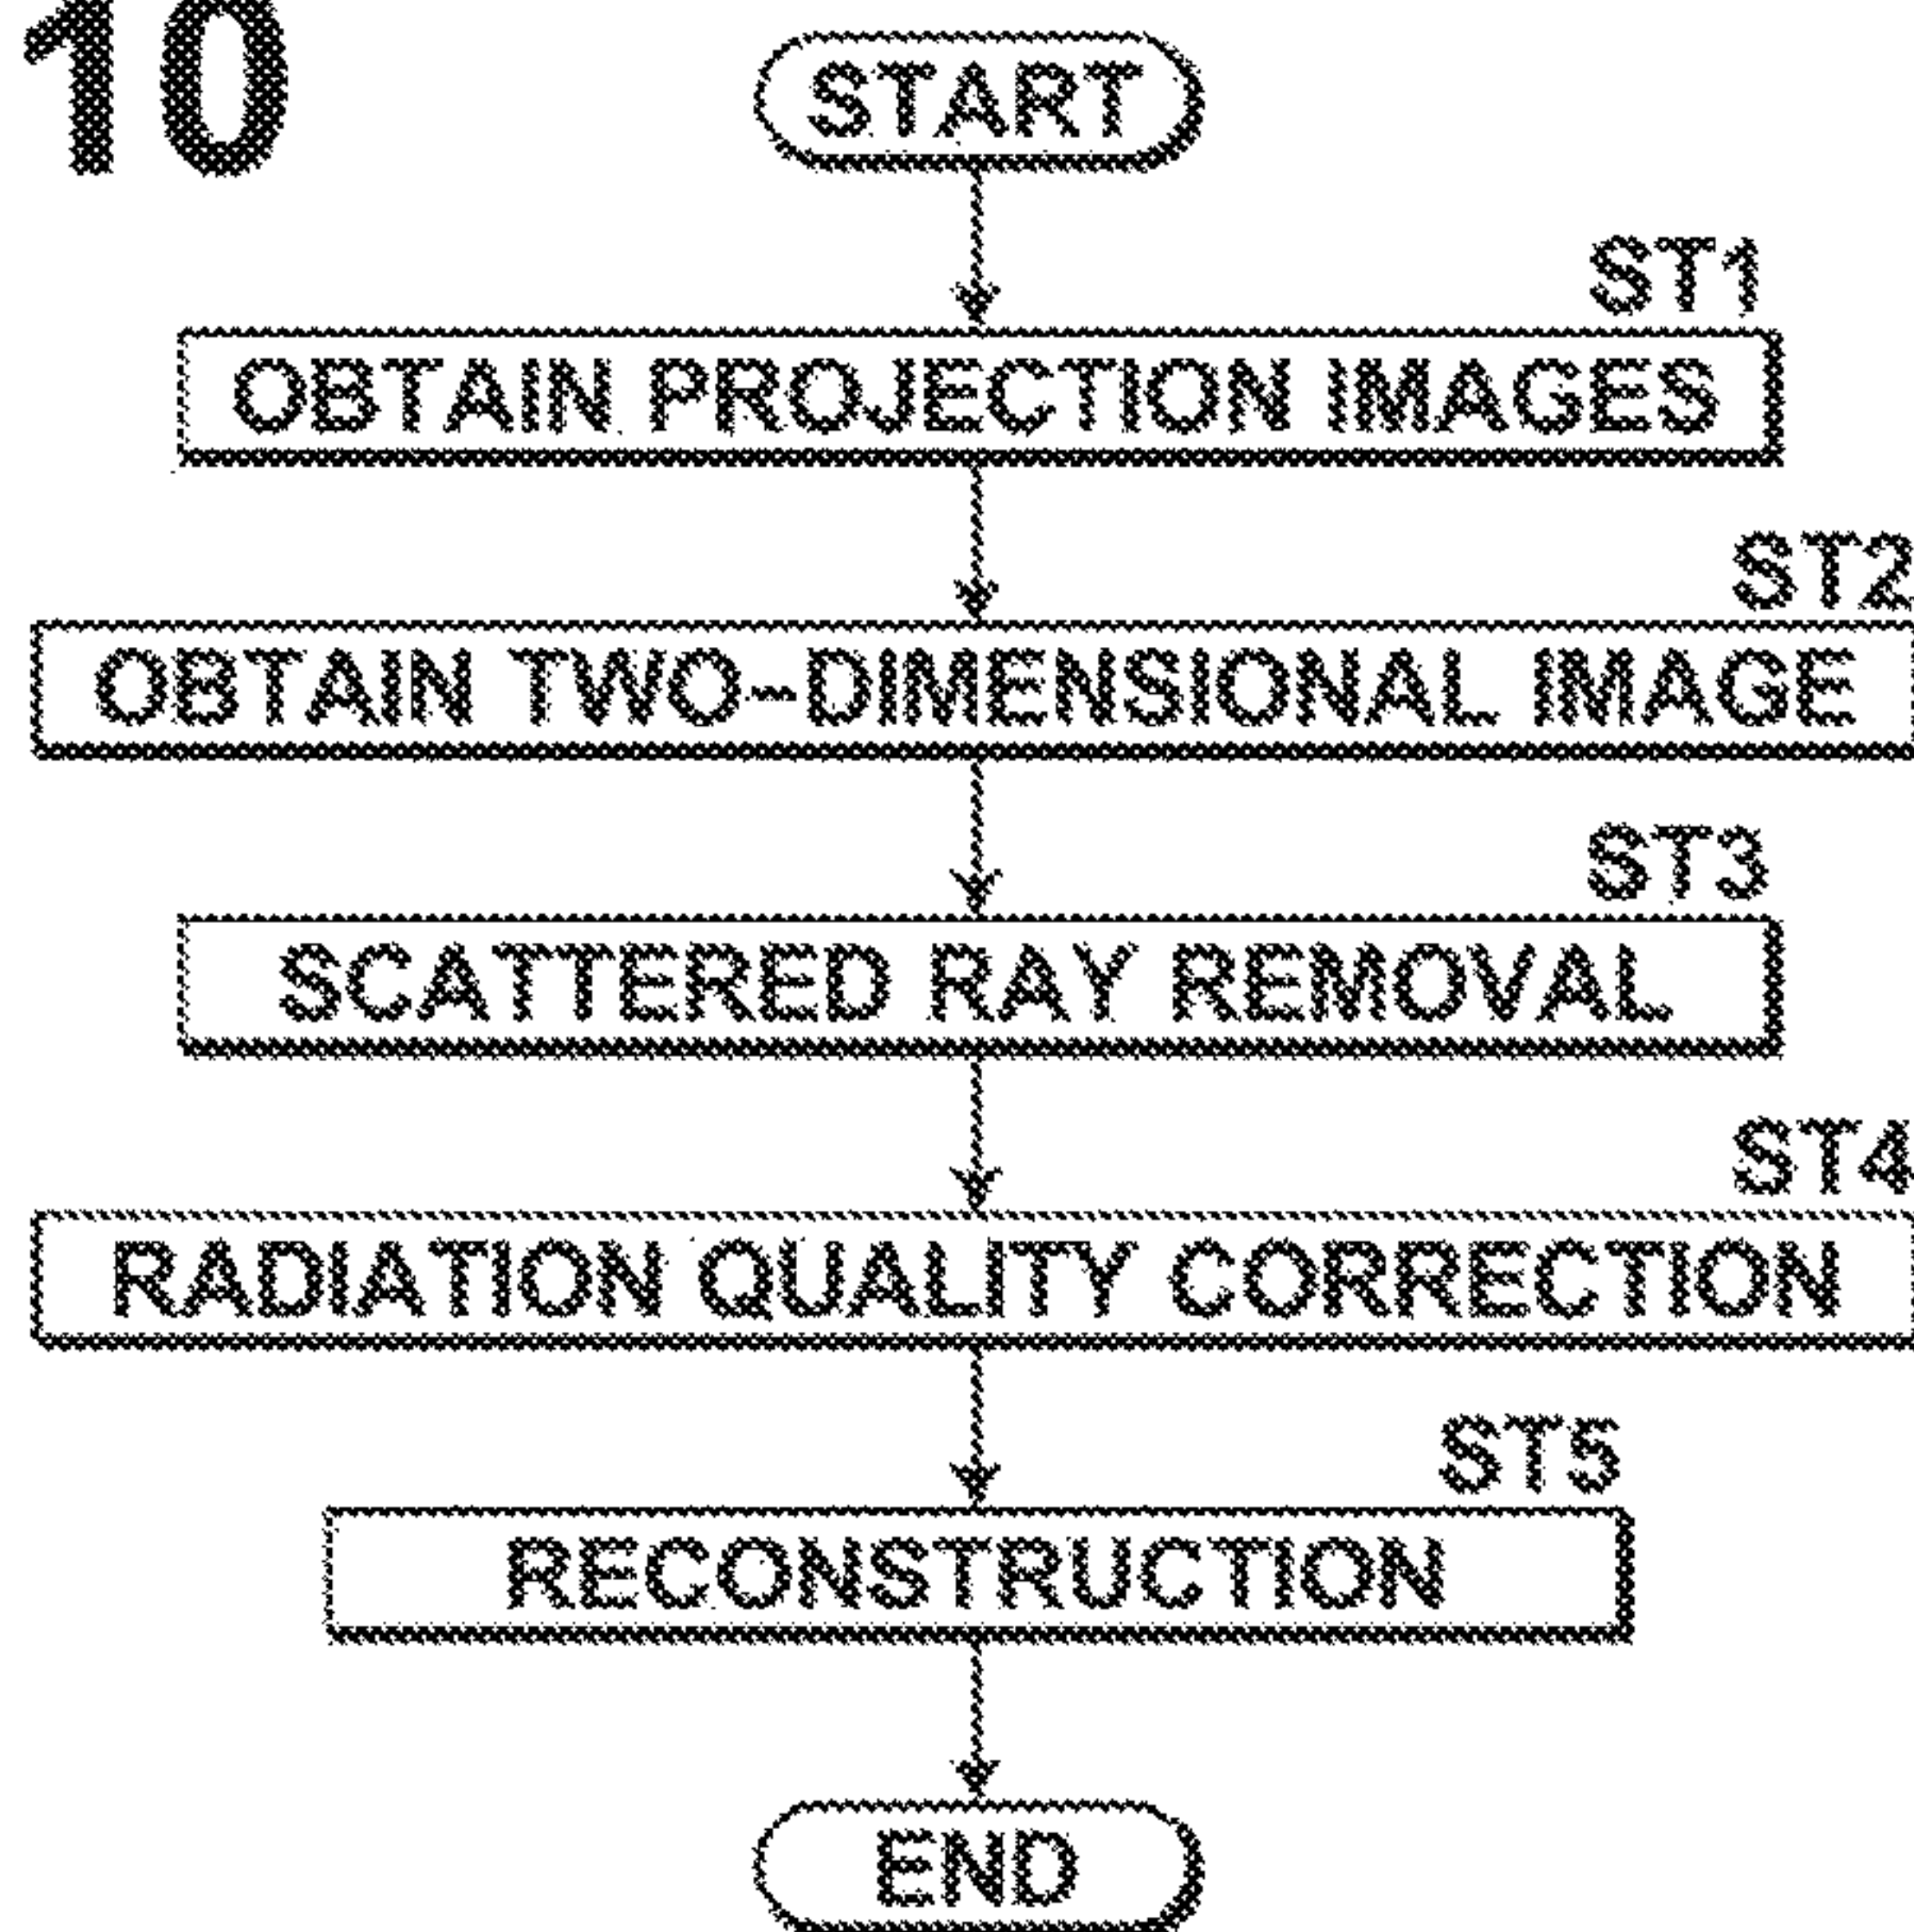 10
START
ST1
OBTAIN PROJECTION IMAGES
ST2
OBTAIN TWO-DIMENSIONAL IMAGE
ST3
SCATTERED RAY REMOVAL
ST4
RADIATION QUALITY CORRECTION
ST5
RECONSTRUCTION
END